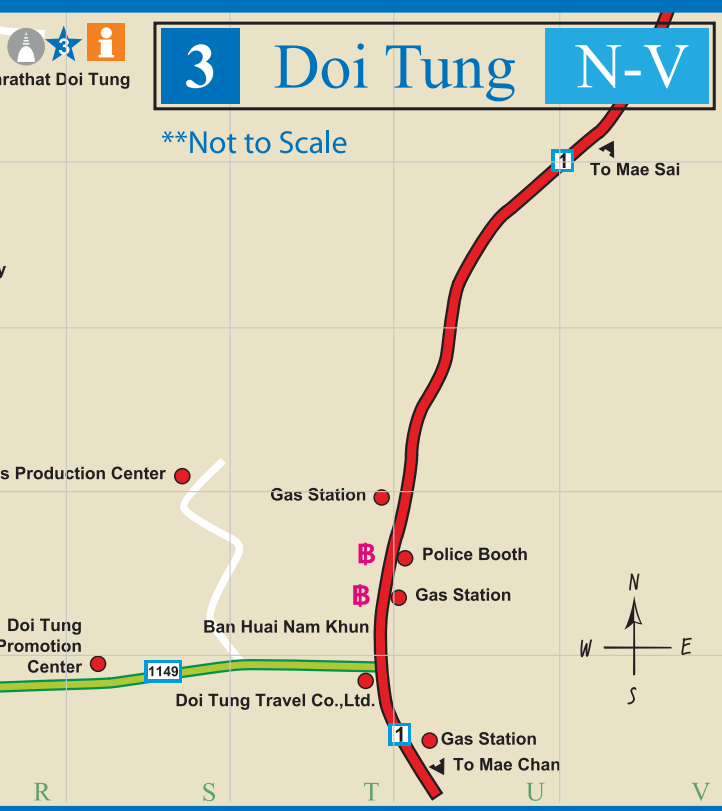 3 Doi Tung N-V
3
i
arathat Doi Tung
**Not to Scale
1
To Mae Sai
y
s Production Center
Gas Station
฿
Police Booth
฿
Gas Station
Ban Huai Nam Khun
N
W E
S
Doi Tung
Promotion
Center
1149
Doi Tung Travel Co.,Ltd.
1
Gas Station
To Mae Chan
R S T U V